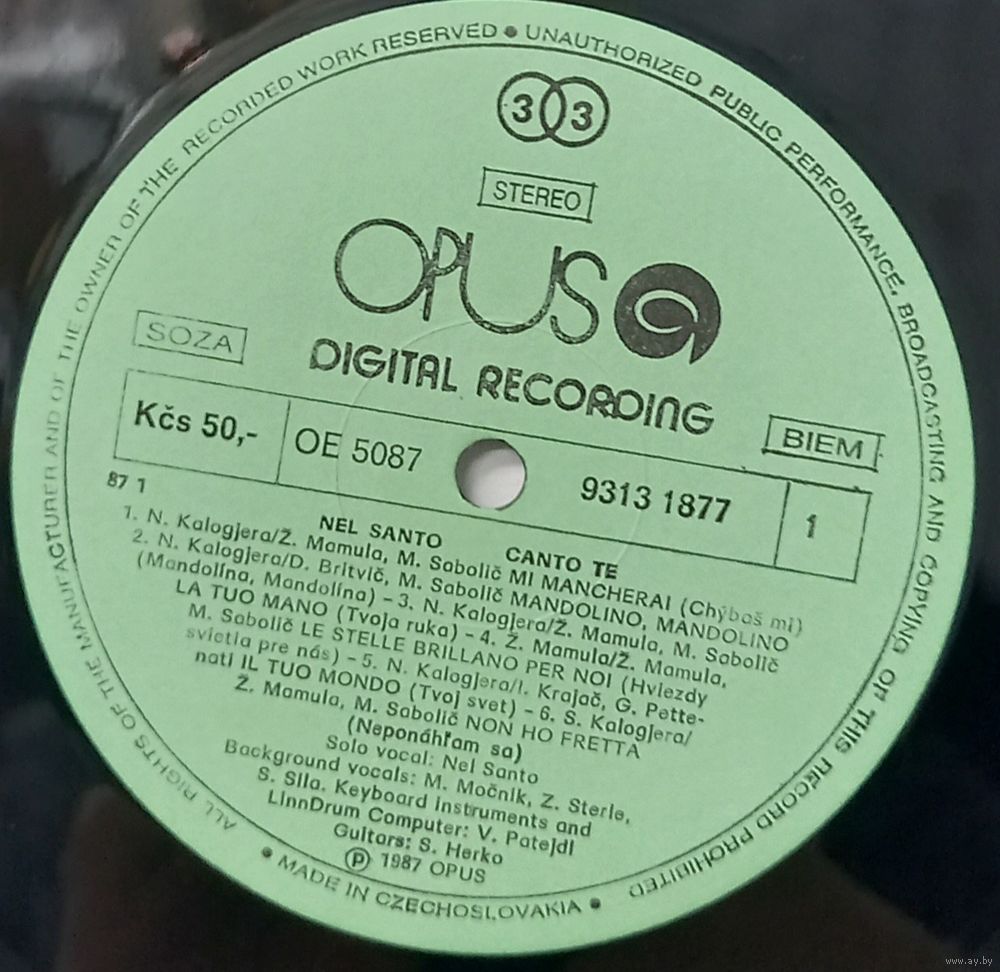 ALL RIGHTS OF THE MANUFACTURER AND OF THE OWNER OF THE RECORDED WORK RESERVED • UNAUTHORIZED PUBLIC PERFORMANCE, BROADCASTING AND COPYING OF THIS RECORD PROHIBITED
33
STEREO
OPUS
DIGITAL RECORDING
SOZA
BIEM
Kčs 50,- OE 5087 9313 1877 1
87 1
NEL SANTO CANTO TE
1. N. Kalogjera/Ž. Mamula, M. Sabolič MI MANCHERAI (Chýbaš mi)
2. N. Kalogjera/D. Britvič, M. Sabolič MANDOLINO, MANDOLINO
(Mandolína, Mandolína) – 3. N. Kalogjera/Ž. Mamula, M. Sabolič
LA TUO MANO (Tvoja ruka) – 4. Ž. Mamula/Ž. Mamula,
M. Sabolič LE STELLE BRILLANO PER NOI (Hviezdy
svietia pre nás) – 5. N. Kalogjera/I. Krajač, G. Pette-
nati IL TUO MONDO (Tvoj svet) – 6. S. Kalogjera/
Ž. Mamula, M. Sabolič NON HO FRETTA
(Neponáhľam sa)
Solo vocal: Nel Santo
Background vocals: M. Močnik, Z. Sterle,
S. Sila. Keyboard instruments and
LinnDrum Computer: V. Patejdl
Guitars: S. Herko
Ⓟ 1987 OPUS
• MADE IN CZECHOSLOVAKIA •
www.ay.by